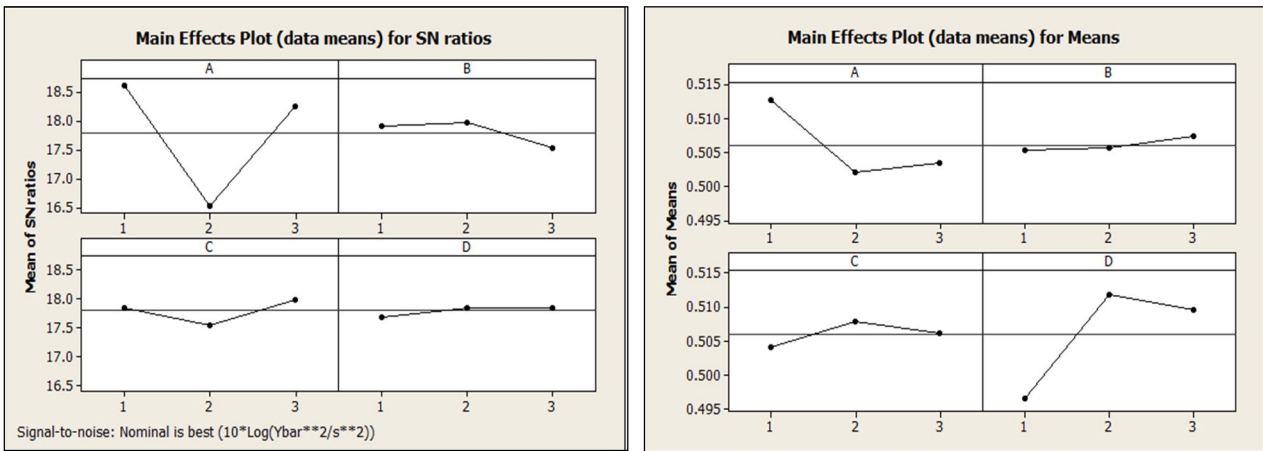 Main Effects Plot (data means) for SN ratios
A B
18.5
18.0
17.5
17.0
16.5
1 2 3 1 2 3
C D
18.5
18.0
17.5
17.0
16.5
1 2 3 1 2 3
Mean of SN ratios
Signal-to-noise: Nominal is best (10*Log(Ybar**2/s**2))
Main Effects Plot (data means) for Means
A B
0.515
0.510
0.505
0.500
0.495
1 2 3 1 2 3
C D
0.515
0.510
0.505
0.500
0.495
1 2 3 1 2 3
Mean of Means